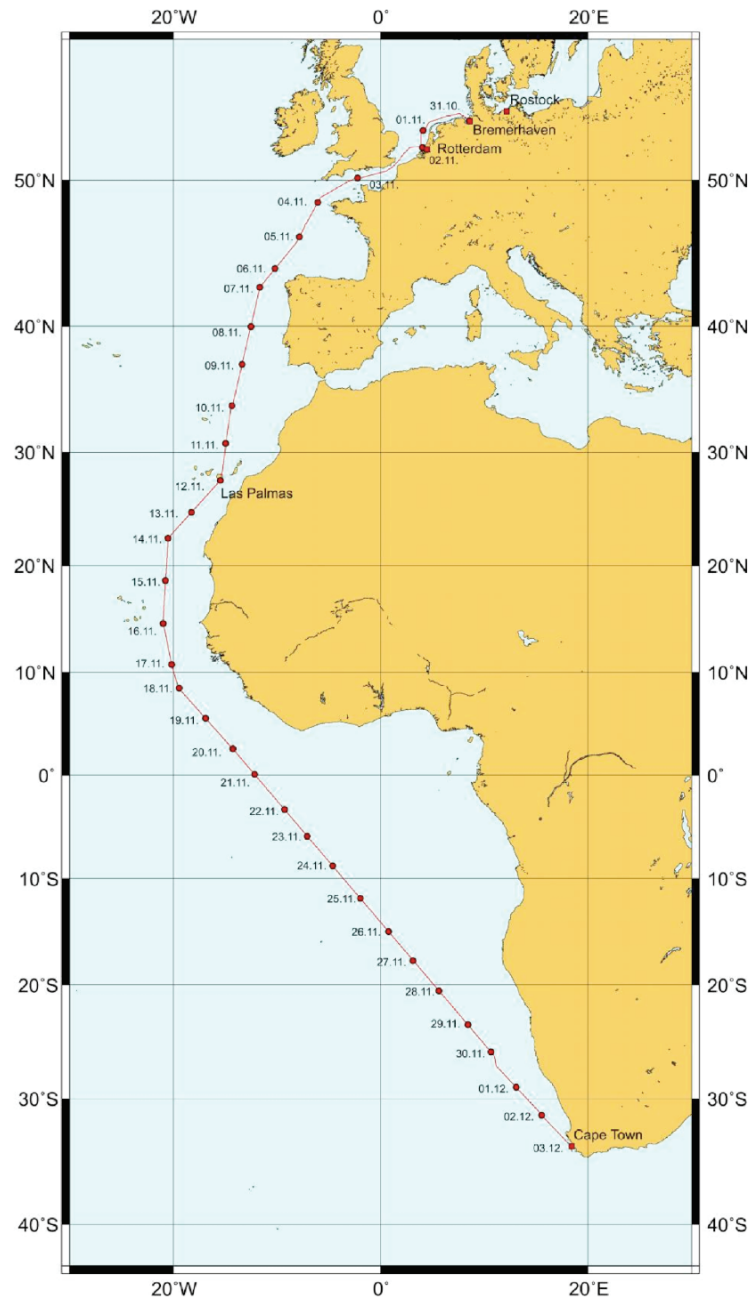 20°W 0° 20°E
Rostock
31.10.
01.11.
Bremerhaven
Rotterdam
02.11.
50°N 50°N
03.11.
04.11.
05.11.
06.11.
07.11.
40°N 40°N
08.11.
09.11.
10.11.
11.11.
30°N 30°N
12.11.
Las Palmas
13.11.
14.11.
20°N 20°N
15.11.
16.11.
17.11.
10°N 10°N
18.11.
19.11.
20.11.
0° 0°
21.11.
22.11.
23.11.
24.11.
10°S 10°S
25.11.
26.11.
27.11.
20°S 20°S
28.11.
29.11.
30.11.
01.12.
30°S 30°S
02.12.
Cape Town
03.12.
40°S 40°S
20°W 0° 20°E